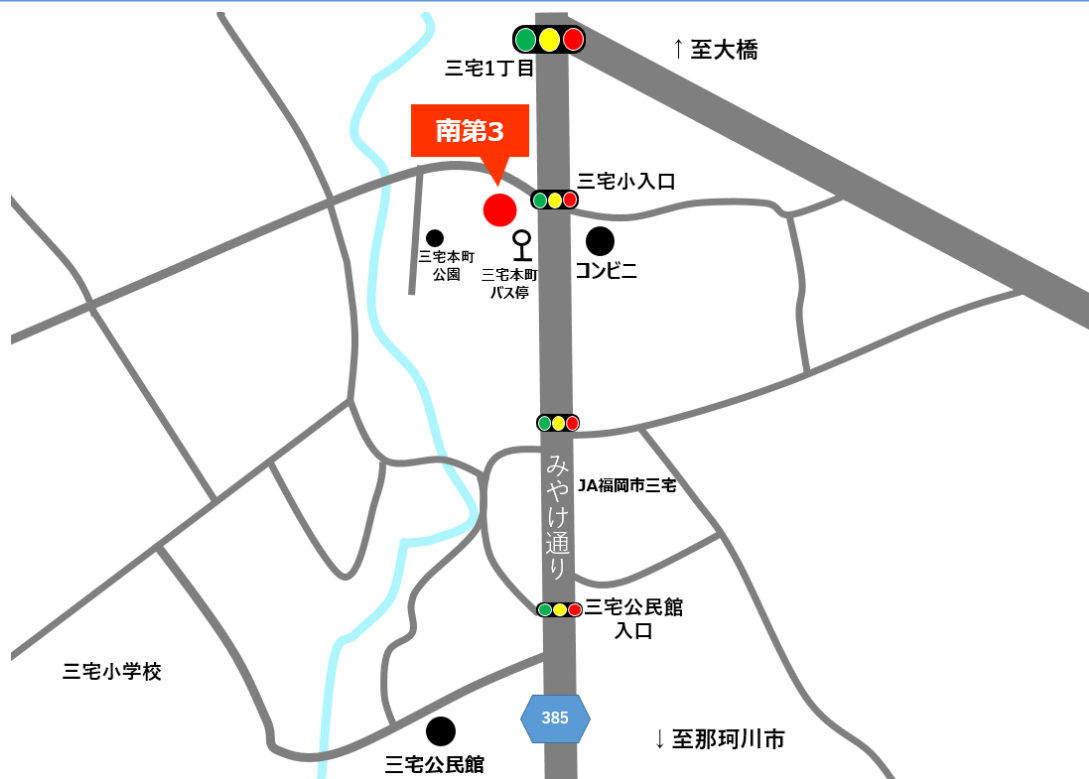 ↑ 至大橋
三宅1丁目
南第3
三宅小入口
三宅本町
公園
三宅本町
バス停
コンビニ
みやけ通り
JA福岡市三宅
三宅公民館
入口
三宅小学校
385
↓ 至那珂川市
三宅公民館